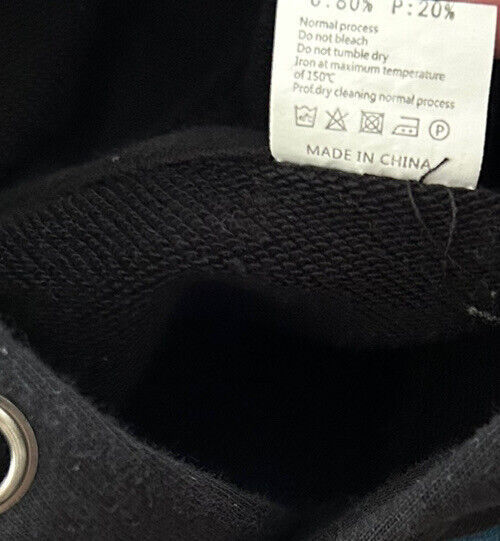 C:80% P:20%
Normal process
Do not bleach
Do not tumble dry
Iron at maximum temperature
of 150℃
Prof.dry cleaning normal process
P
MADE IN CHINA